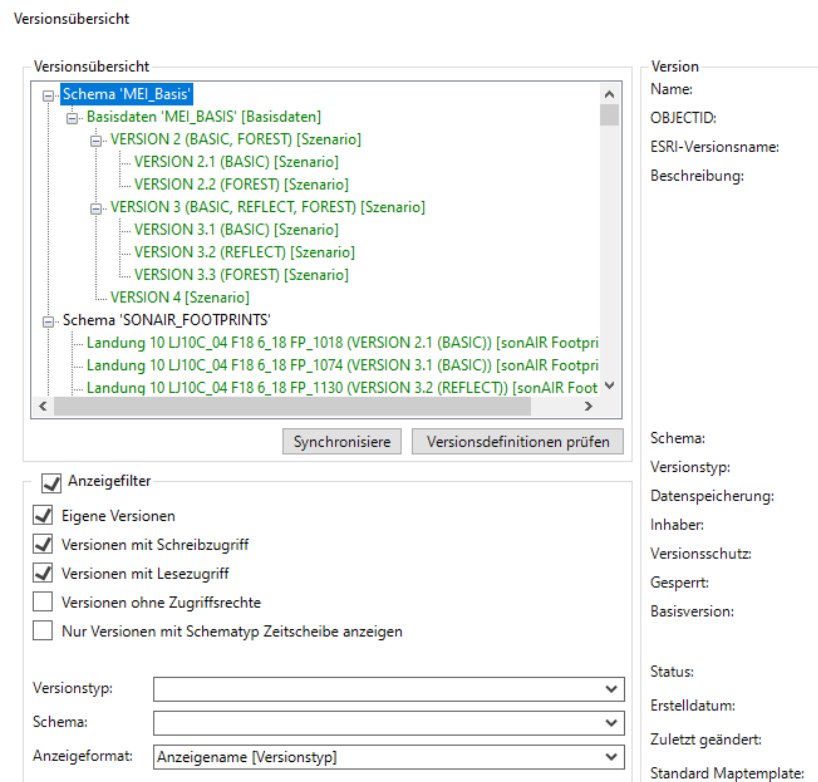 Versionsübersicht
Versionsübersicht
Schema 'MEI_Basis'
Basisdaten 'MEI_BASIS' [Basisdaten]
VERSION 2 (BASIC, FOREST) [Szenario]
VERSION 2.1 (BASIC) [Szenario]
VERSION 2.2 (FOREST) [Szenario]
VERSION 3 (BASIC, REFLECT, FOREST) [Szenario]
VERSION 3.1 (BASIC) [Szenario]
VERSION 3.2 (REFLECT) [Szenario]
VERSION 3.3 (FOREST) [Szenario]
VERSION 4 [Szenario]
Schema 'SONAIR_FOOTPRINTS'
Landung 10 LJ10C_04 F18 6_18 FP_1018 (VERSION 2.1 (BASIC)) [sonAIR Footpri
Landung 10 LJ10C_04 F18 6_18 FP_1074 (VERSION 3.1 (BASIC)) [sonAIR Footpri
Landung 10 LJ10C_04 F18 6_18 FP_1130 (VERSION 3.2 (REFLECT)) [sonAIR Foot
Synchronisiere
Versionsdefinitionen prüfen
Anzeigefilter
Eigene Versionen
Versionen mit Schreibzugriff
Versionen mit Lesezugriff
Versionen ohne Zugriffsrechte
Nur Versionen mit Schematyp Zeitscheibe anzeigen
Versionstyp:
Schema:
Anzeigeformat: Anzeigename [Versionstyp]
Version
Name:
OBJECTID:
ESRI-Versionsname:
Beschreibung:
Schema:
Versionstyp:
Datenspeicherung:
Inhaber:
Versionsschutz:
Gesperrt:
Basisversion:
Status:
Erstelldatum:
Zuletzt geändert:
Standard Maptemplate: